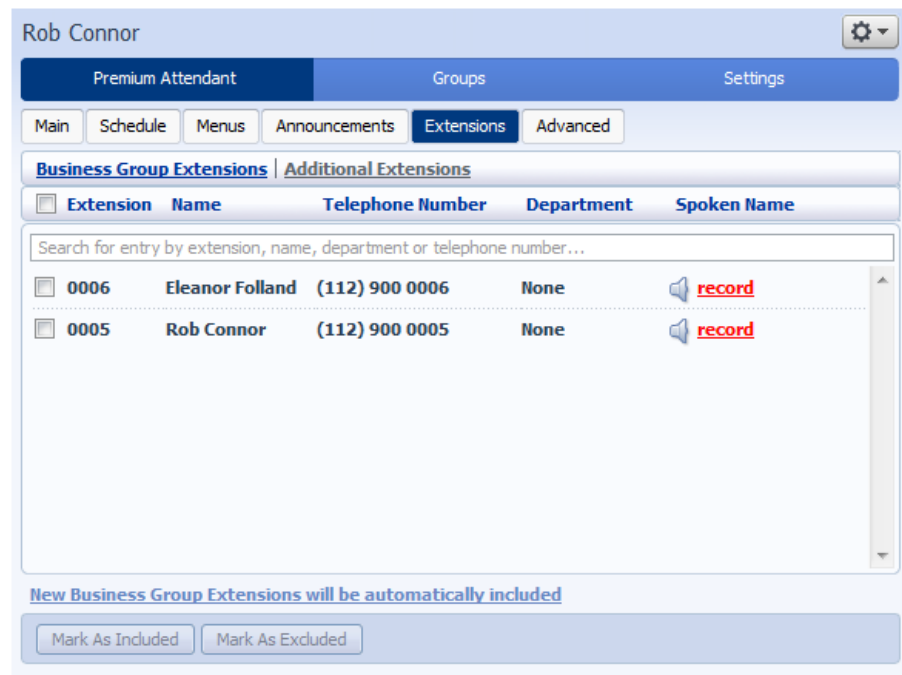 Rob Connor
Premium Attendant Groups Settings
Main Schedule Menus Announcements Extensions Advanced
Business Group Extensions | Additional Extensions
Extension Name Telephone Number Department Spoken Name
Search for entry by extension, name, department or telephone number...
0006 Eleanor Folland (112) 900 0006 None record
0005 Rob Connor (112) 900 0005 None record
New Business Group Extensions will be automatically included
Mark As Included Mark As Excluded